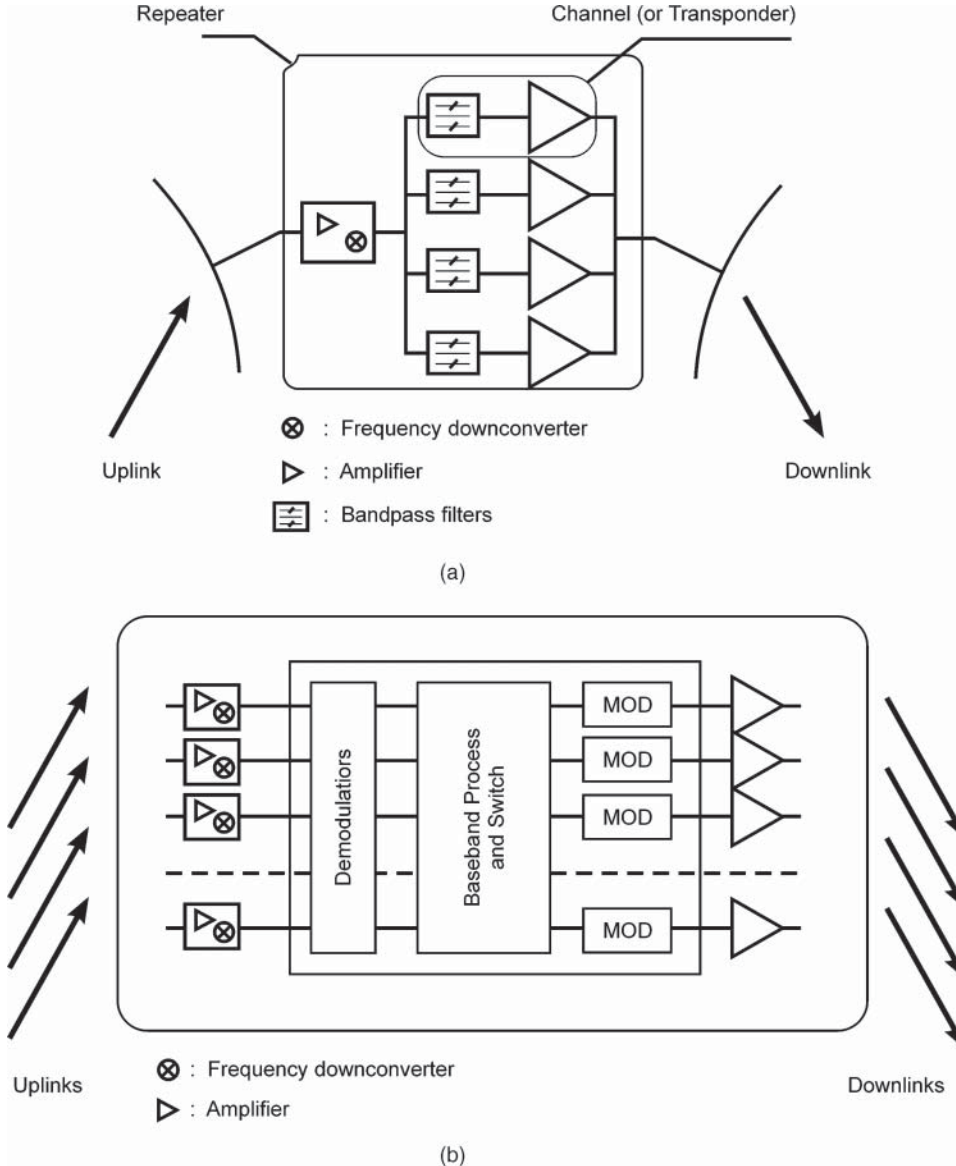 Repeater
Channel (or Transponder)
Uplink
Downlink
: Frequency downconverter
: Amplifier
: Bandpass filters
(a)
Demodulatiors
Baseband Process
and Switch
MOD
MOD
MOD
MOD
Uplinks
Downlinks
: Frequency downconverter
: Amplifier
(b)